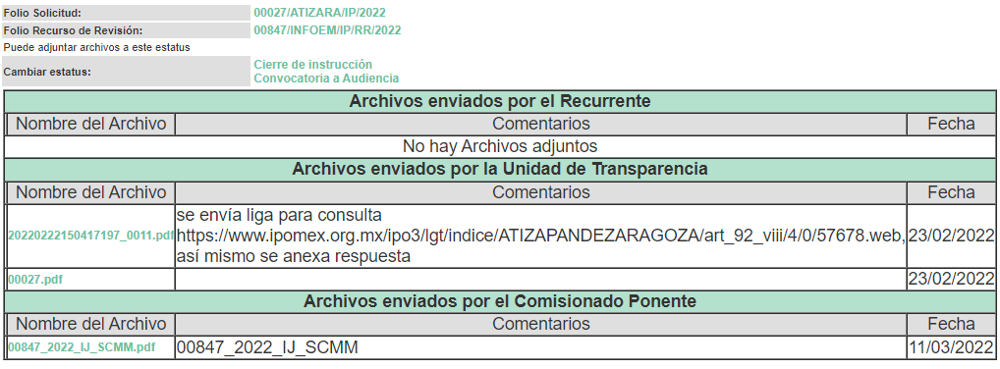 Folio Solicitud: 00027/ATIZARA/IP/2022
Folio Recurso de Revisión: 00847/INFOEM/IP/RR/2022
Puede adjuntar archivos a este estatus
Cambiar estatus: Cierre de instrucción
Convocatoria a Audiencia
Archivos enviados por el Recurrente
Nombre del Archivo Comentarios Fecha
No hay Archivos adjuntos
Archivos enviados por la Unidad de Transparencia
Nombre del Archivo Comentarios Fecha
se envía liga para consulta
20220222150417197_0011.pdf https://www.ipomex.org.mx/ipo3/lgt/indice/ATIZAPANDEZARAGOZA/art_92_viii/4/0/57678.web, 23/02/2022
así mismo se anexa respuesta
00027.pdf 23/02/2022
Archivos enviados por el Comisionado Ponente
Nombre del Archivo Comentarios Fecha
00847_2022_IJ_SCMM.pdf 00847_2022_IJ_SCMM 11/03/2022